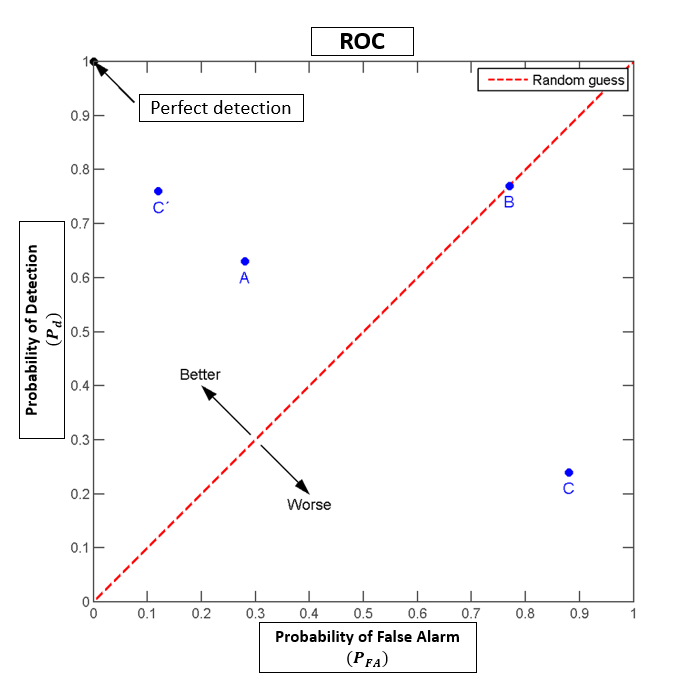 ROC
Random guess
Perfect detection
C´
B
A
Better
Worse
C
1
0.9
0.8
0.7
0.6
0.5
0.4
0.3
0.2
0.1
0
0 0.1 0.2 0.3 0.4 0.5 0.6 0.7 0.8 0.9 1
Probability of Detection
(P_d)
Probability of False Alarm
(P_FA)